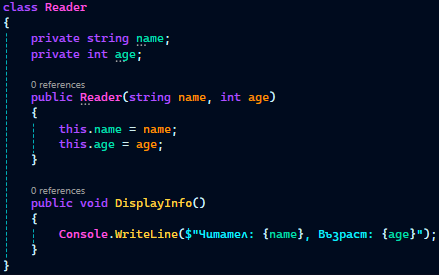 class Reader
{
private string name;
private int age;
0 references
public Reader(string name, int age)
{
this.name = name;
this.age = age;
}
0 references
public void DisplayInfo()
{
Console.WriteLine($"Читател: {name}, Възраст: {age}");
}
}